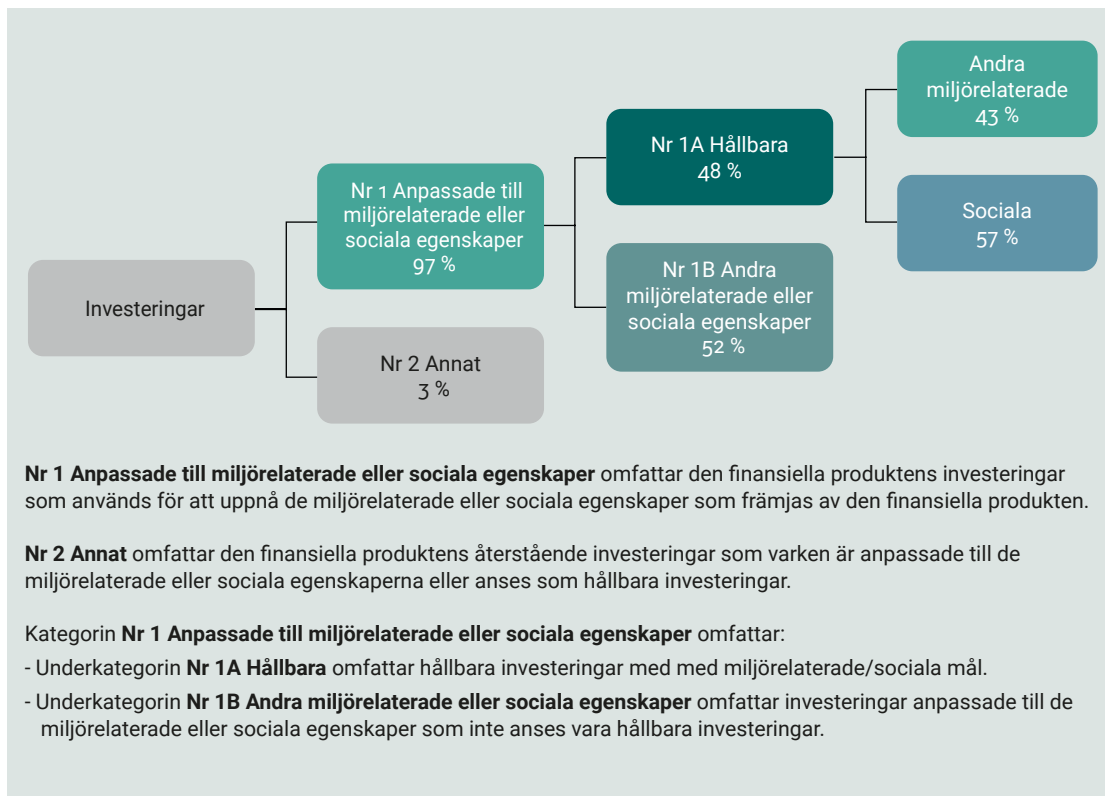 Investeringar
Nr 1 Anpassade till
miljörelaterade eller
sociala egenskaper
97 %
Nr 2 Annat
3 %
Nr 1A Hållbara
48 %
Nr 1B Andra
miljörelaterade eller
sociala egenskaper
52 %
Andra
miljörelaterade
43 %
Sociala
57 %
Nr 1 Anpassade till miljörelaterade eller sociala egenskaper omfattar den finansiella produktens investeringar
som används för att uppnå de miljörelaterade eller sociala egenskaper som främjas av den finansiella produkten.
Nr 2 Annat omfattar den finansiella produktens återstående investeringar som varken är anpassade till de
miljörelaterade eller sociala egenskaperna eller anses som hållbara investeringar.
Kategorin Nr 1 Anpassade till miljörelaterade eller sociala egenskaper omfattar:
- Underkategorin Nr 1A Hållbara omfattar hållbara investeringar med med miljörelaterade/sociala mål.
- Underkategorin Nr 1B Andra miljörelaterade eller sociala egenskaper omfattar investeringar anpassade till de
miljörelaterade eller sociala egenskaper som inte anses vara hållbara investeringar.